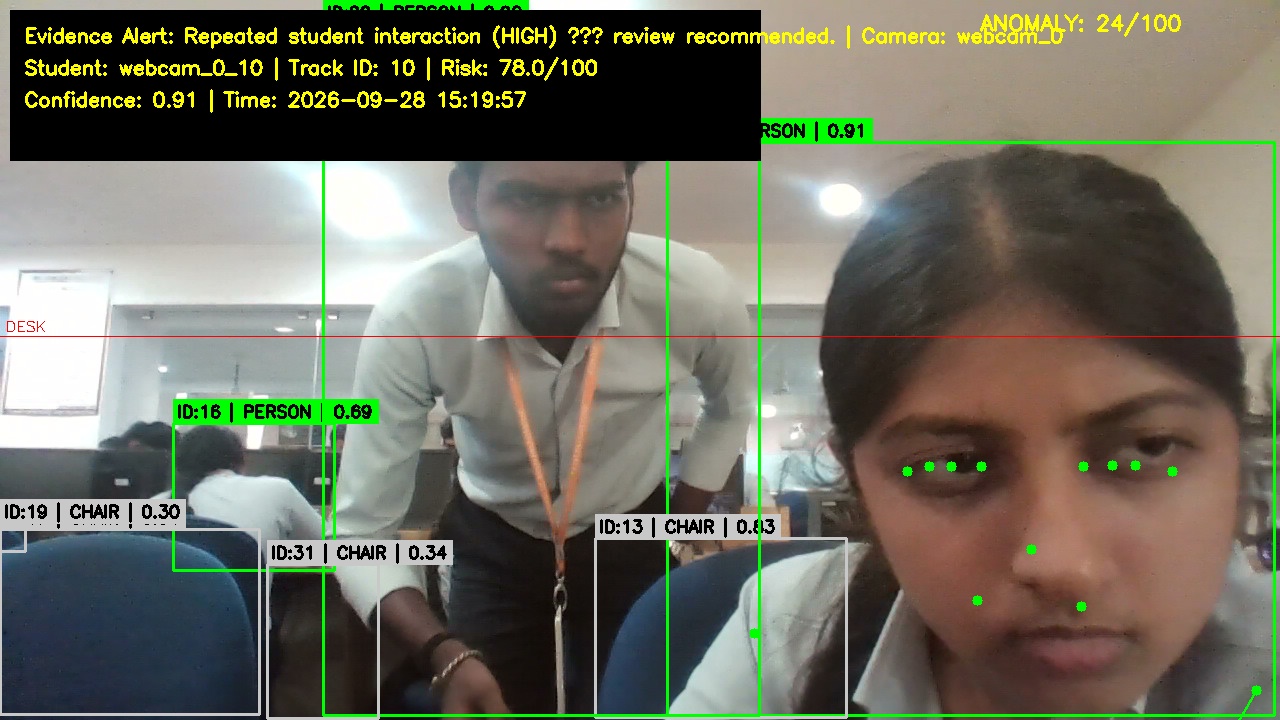 Evidence Alert: Repeated student interaction (HIGH) ??? review recommended. | Camera: webcam_0
ANOMALY: 24/100
Student: webcam_0_10 | Track ID: 10 | Risk: 78.0/100
Confidence: 0.91 | Time: 2026-09-28 15:19:57
RSON | 0.91
DESK
ID:16 | PERSON | 0.69
ID:19 | CHAIR | 0.30
ID:13 | CHAIR | 0.83
ID:31 | CHAIR | 0.34